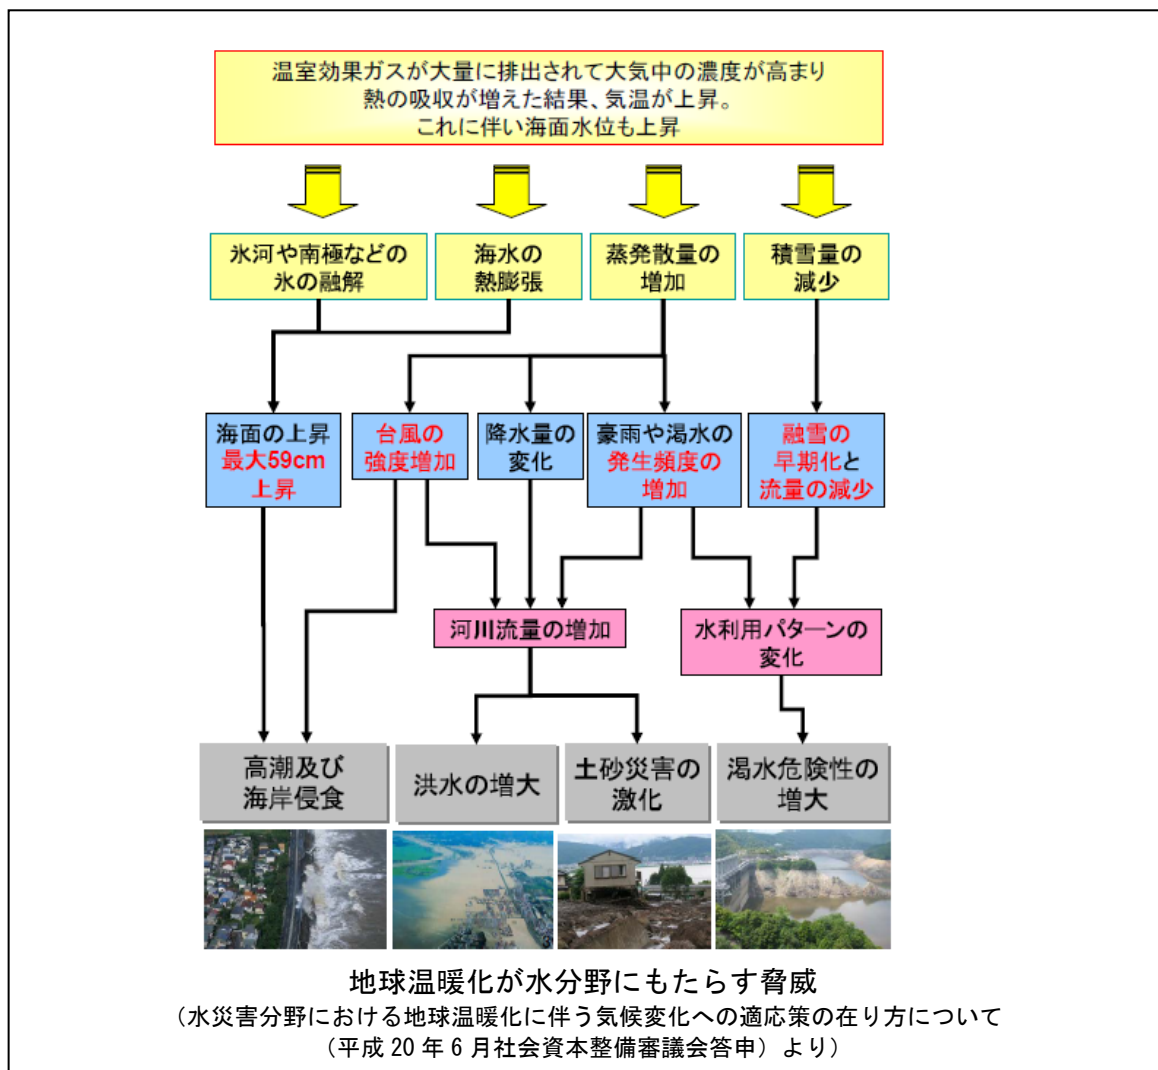 温室効果ガスが大量に排出されて大気中の濃度が高まり
熱の吸収が増えた結果、気温が上昇。
これに伴い海面水位も上昇
氷河や南極などの
氷の融解
海水の
熱膨張
蒸発散量の
増加
積雪量の
減少
海面の上昇
最大59cm
上昇
台風の
強度増加
降水量の
変化
豪雨や渇水の
発生頻度の
増加
融雪の
早期化と
流量の減少
河川流量の増加
水利用パターンの
変化
高潮及び
海岸侵食
洪水の増大
土砂災害の
激化
渇水危険性の
増大
地球温暖化が水分野にもたらす脅威
（水災害分野における地球温暖化に伴う気候変化への適応策の在り方について
（平成 20 年 6 月社会資本整備審議会答申）より）